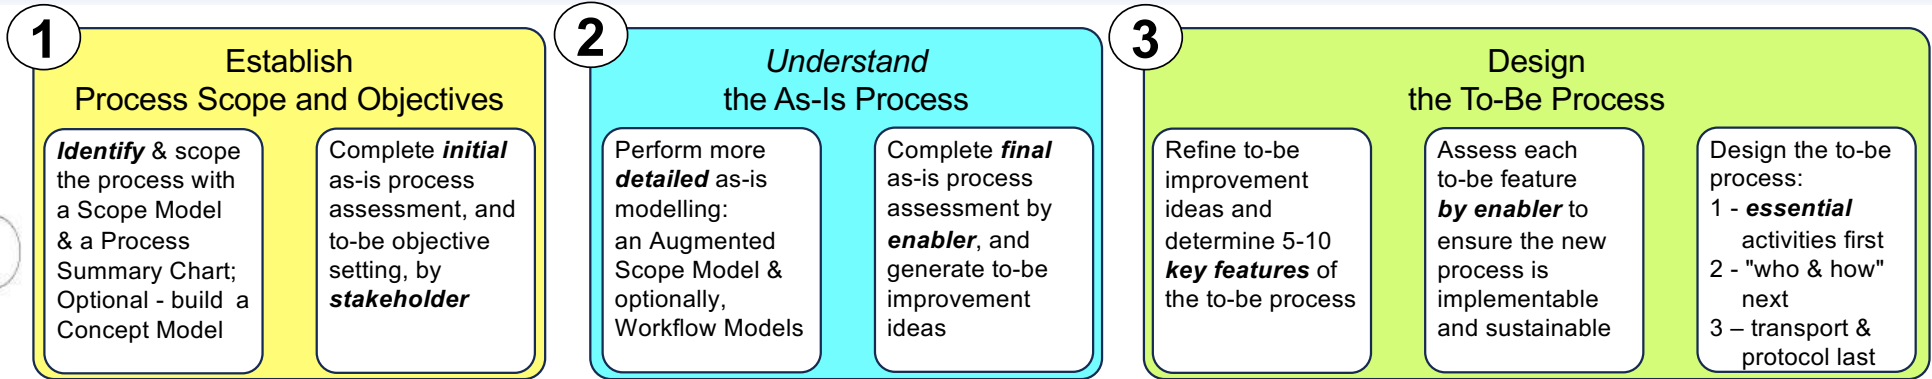 1
Establish
Process Scope and Objectives
Identify & scope
the process with
a Scope Model
& a Process
Summary Chart;
Optional - build a
Concept Model
Complete initial
as-is process
assessment, and
to-be objective
setting, by
stakeholder
2
Understand
the As-Is Process
Perform more
detailed as-is
modelling:
an Augmented
Scope Model &
optionally,
Workflow Models
Complete final
as-is process
assessment by
enabler, and
generate to-be
improvement
ideas
3
Design
the To-Be Process
Refine to-be
improvement
ideas and
determine 5-10
key features of
the to-be process
Assess each
to-be feature
by enabler to
ensure the new
process is
implementable
and sustainable
Design the to-be
process:
1 - essential
activities first
2 - "who & how"
next
3 – transport &
protocol last